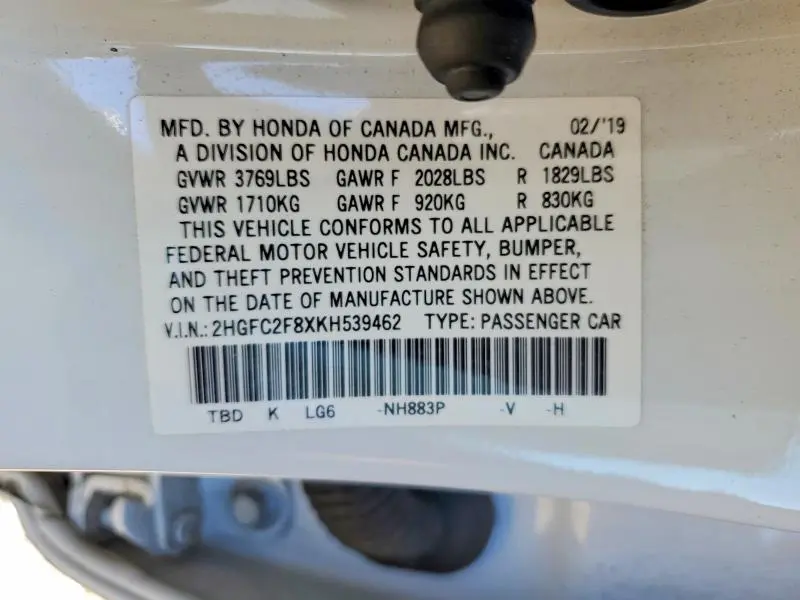 MFD. BY HONDA OF CANADA MFG., 02/'19
A DIVISION OF HONDA CANADA INC. CANADA
GVWR 3769LBS GAWR F 2028LBS R 1829LBS
GVWR 1710KG GAWR F 920KG R 830KG
THIS VEHICLE CONFORMS TO ALL APPLICABLE
FEDERAL MOTOR VEHICLE SAFETY, BUMPER,
AND THEFT PREVENTION STANDARDS IN EFFECT
ON THE DATE OF MANUFACTURE SHOWN ABOVE.
V.I.N.: 2HGFC2F8XKH539462 TYPE: PASSENGER CAR
TBD K LG6 -NH883P -V -H